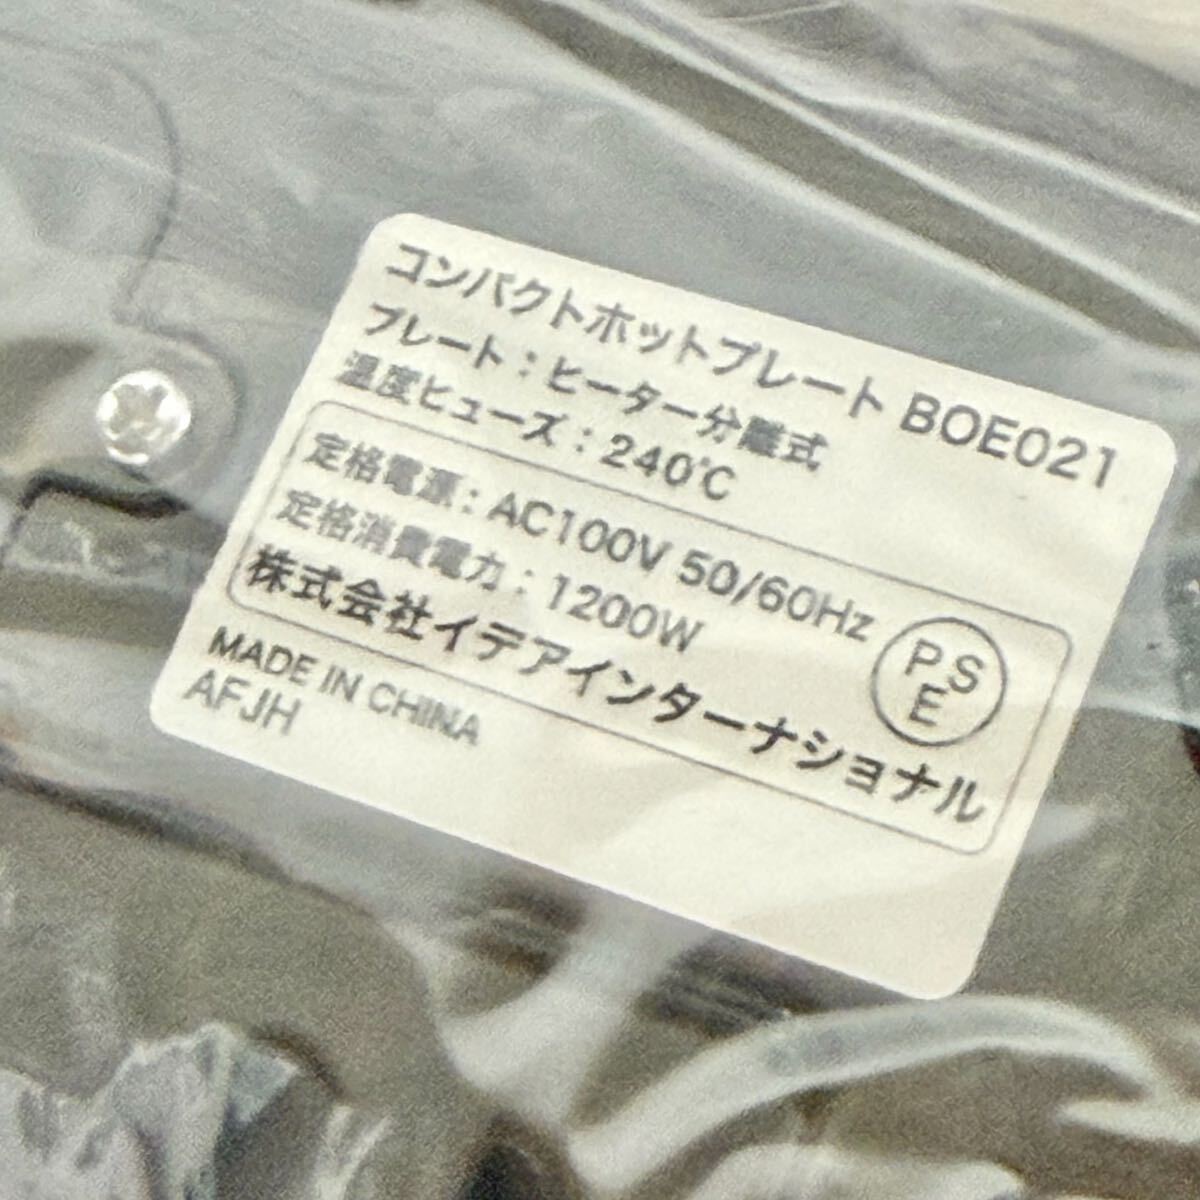 コンパクトホットプレート BOE021
プレート：ヒーター分離式
温度ヒューズ：240℃
定格電源：AC100V 50/60Hz
定格消費電力：1200W
株式会社イデアインターナショナル
PS
E
MADE IN CHINA
AFJH